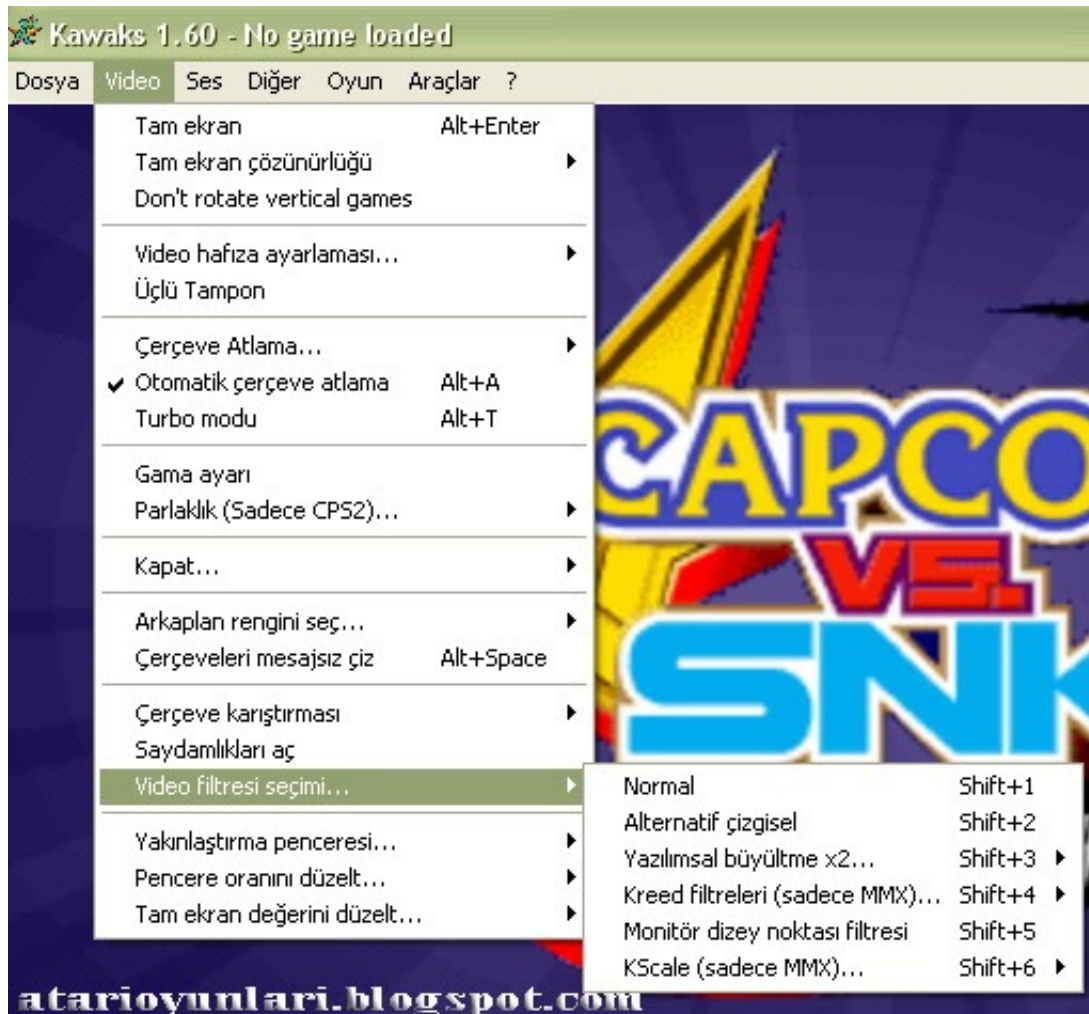 Kawaks 1.60 - No game loaded
Dosya Video Ses Diğer Oyun Araçlar ?
Tam ekran Alt+Enter
Tam ekran çözünürlüğü
Don't rotate vertical games
Video hafıza ayarlaması...
Üçlü Tampon
Çerçeve Atlama...
Otomatik çerçeve atlama Alt+A
Turbo modu Alt+T
Gama ayarı
Parlaklık (Sadece CPS2)...
Kapat...
Arkaplan rengini seç...
Çerçeveleri mesajsız çiz Alt+Space
Çerçeve karıştırması
Saydamlıkları aç
Video filtresi seçimi...
Yakınlaştırma penceresi...
Pencere oranını düzelt...
Tam ekran değerini düzelt...
Normal Shift+1
Alternatif çizgisel Shift+2
Yazılımsal büyültme x2... Shift+3
Kreed filtreleri (sadece MMX)... Shift+4
Monitör dizey noktası filtresi Shift+5
KScale (sadece MMX)... Shift+6
CAPCO
VS.
SNK
atarioyunlari.blogspot.com